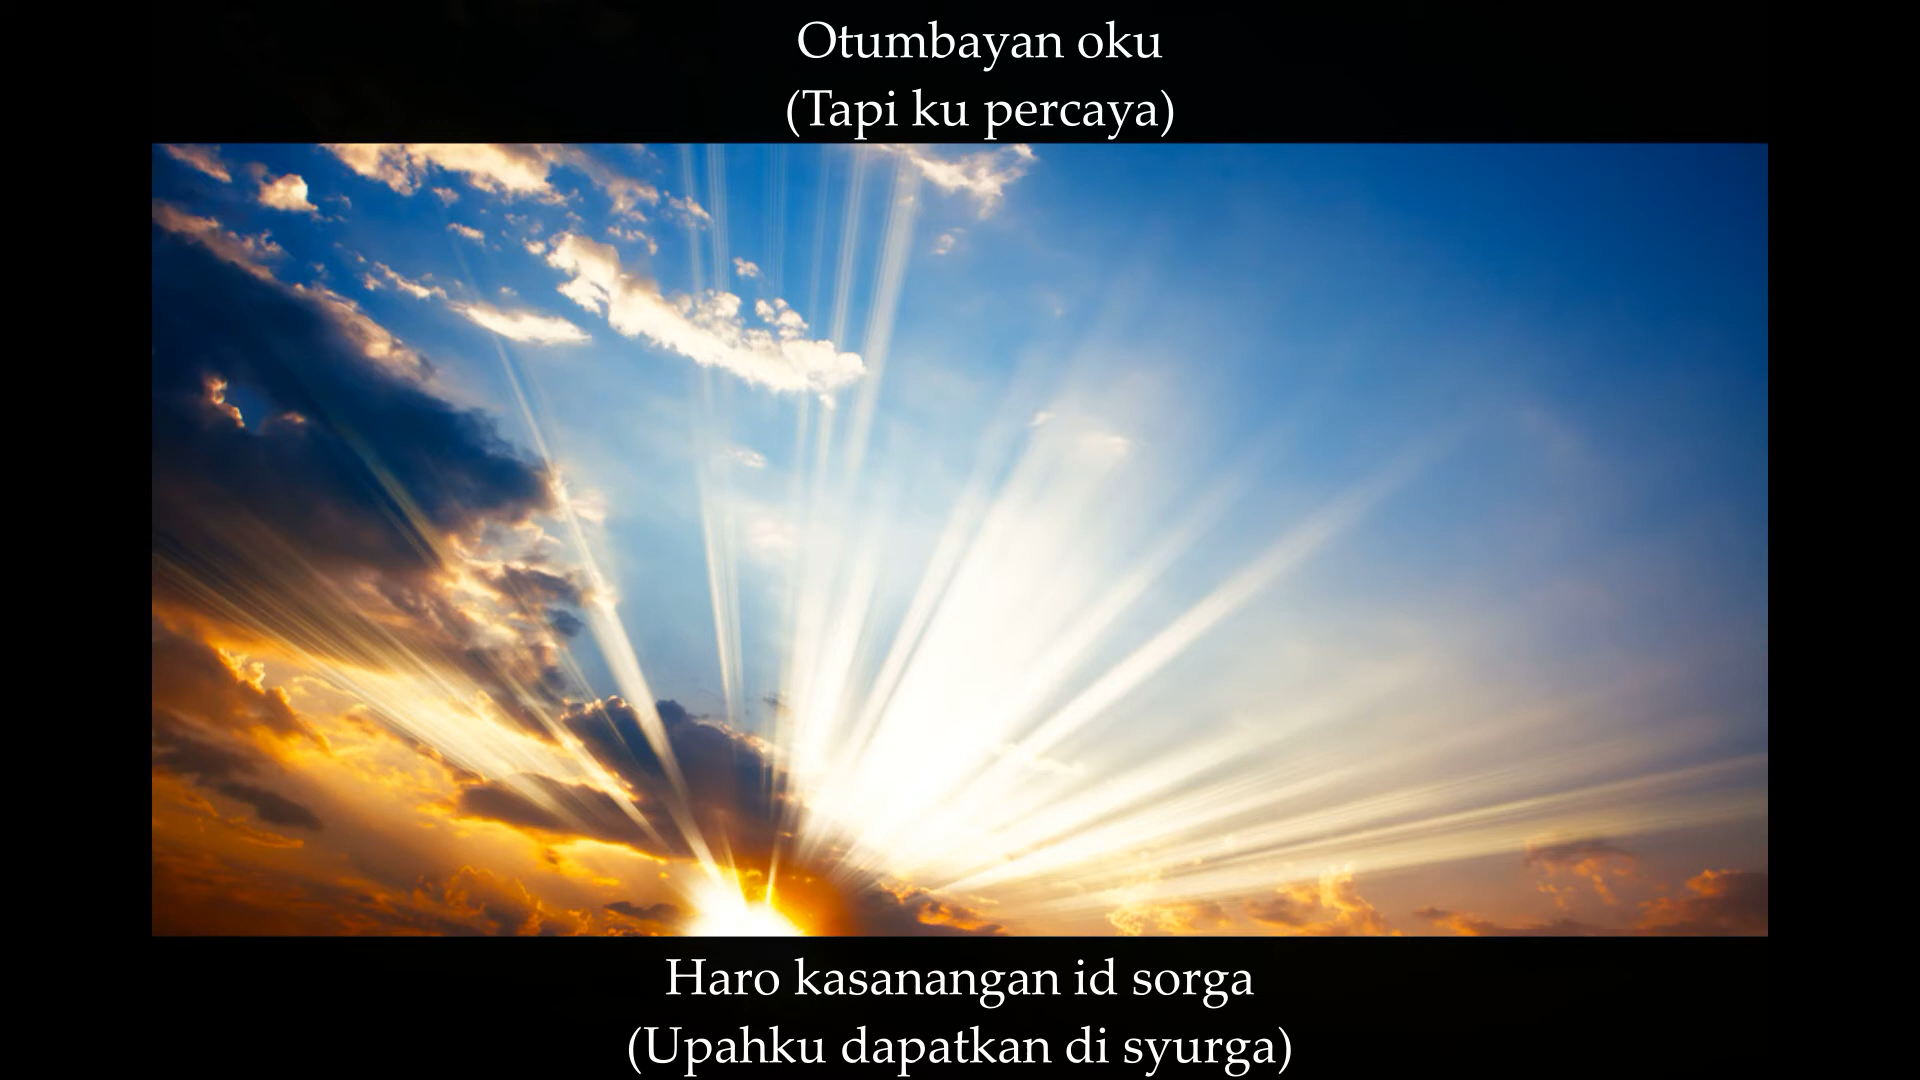 Otumbayan oku
(Tapi ku percaya)
Haro kasanangan id sorga
(Upahku dapatkan di syurga)